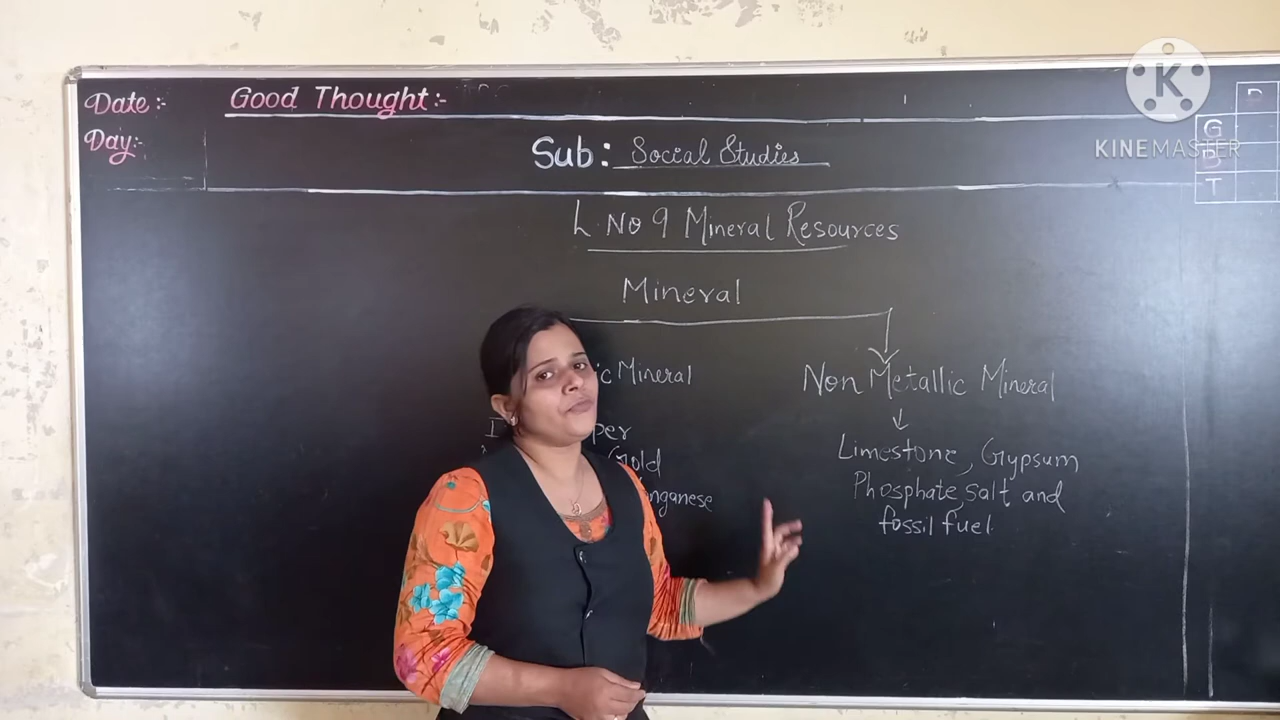 Date:-
Good Thought:-
Day:-
Sub: Social Studies
L. No 9 Mineral Resources
Mineral
ic Mineral
Non Metallic Mineral
I per
Gold
nganese
Limestone, Gypsum
Phosphate, Salt and
fossil fuel.
G
B
T
K
KINEMASTER